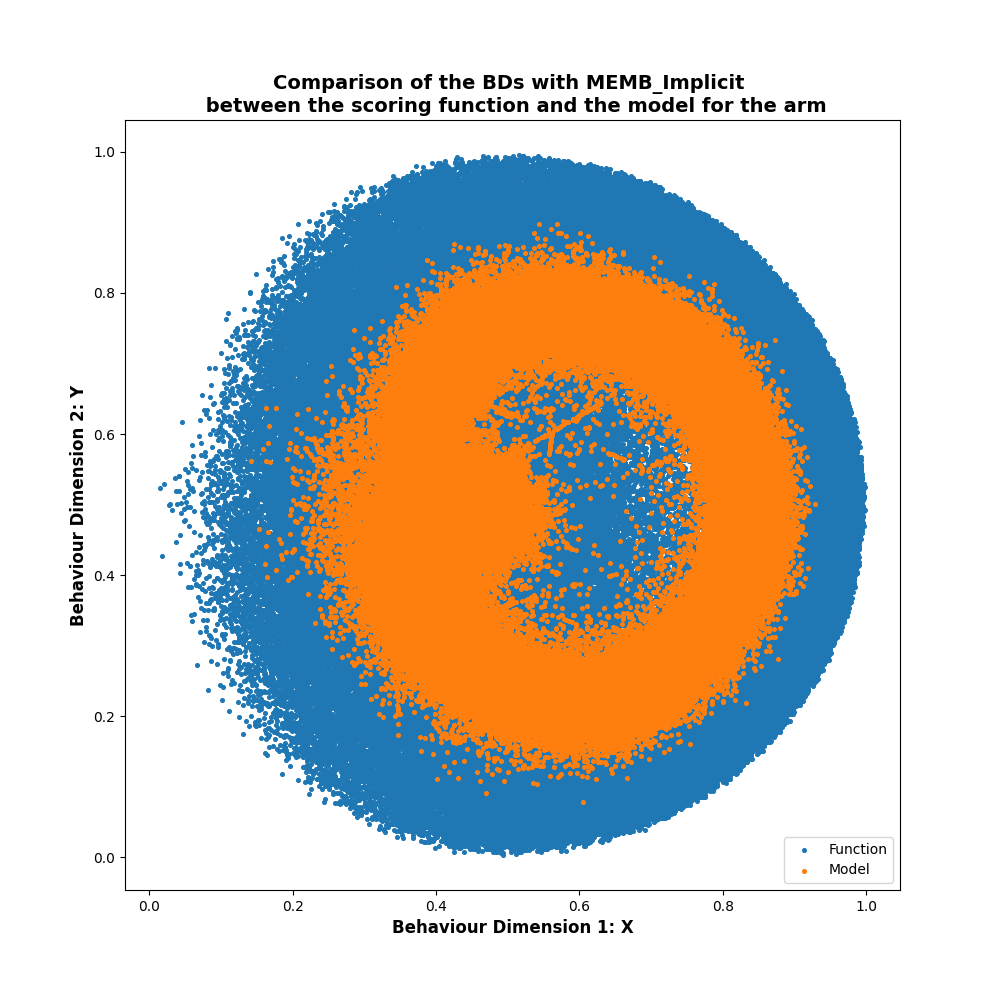 Comparison of the BDs with MEMB_Implicit
between the scoring function and the model for the arm
Behaviour Dimension 2: Y
1.0
0.8
0.6
0.4
0.2
0.0
Function
Model
0.0 0.2 0.4 0.6 0.8 1.0
Behaviour Dimension 1: X